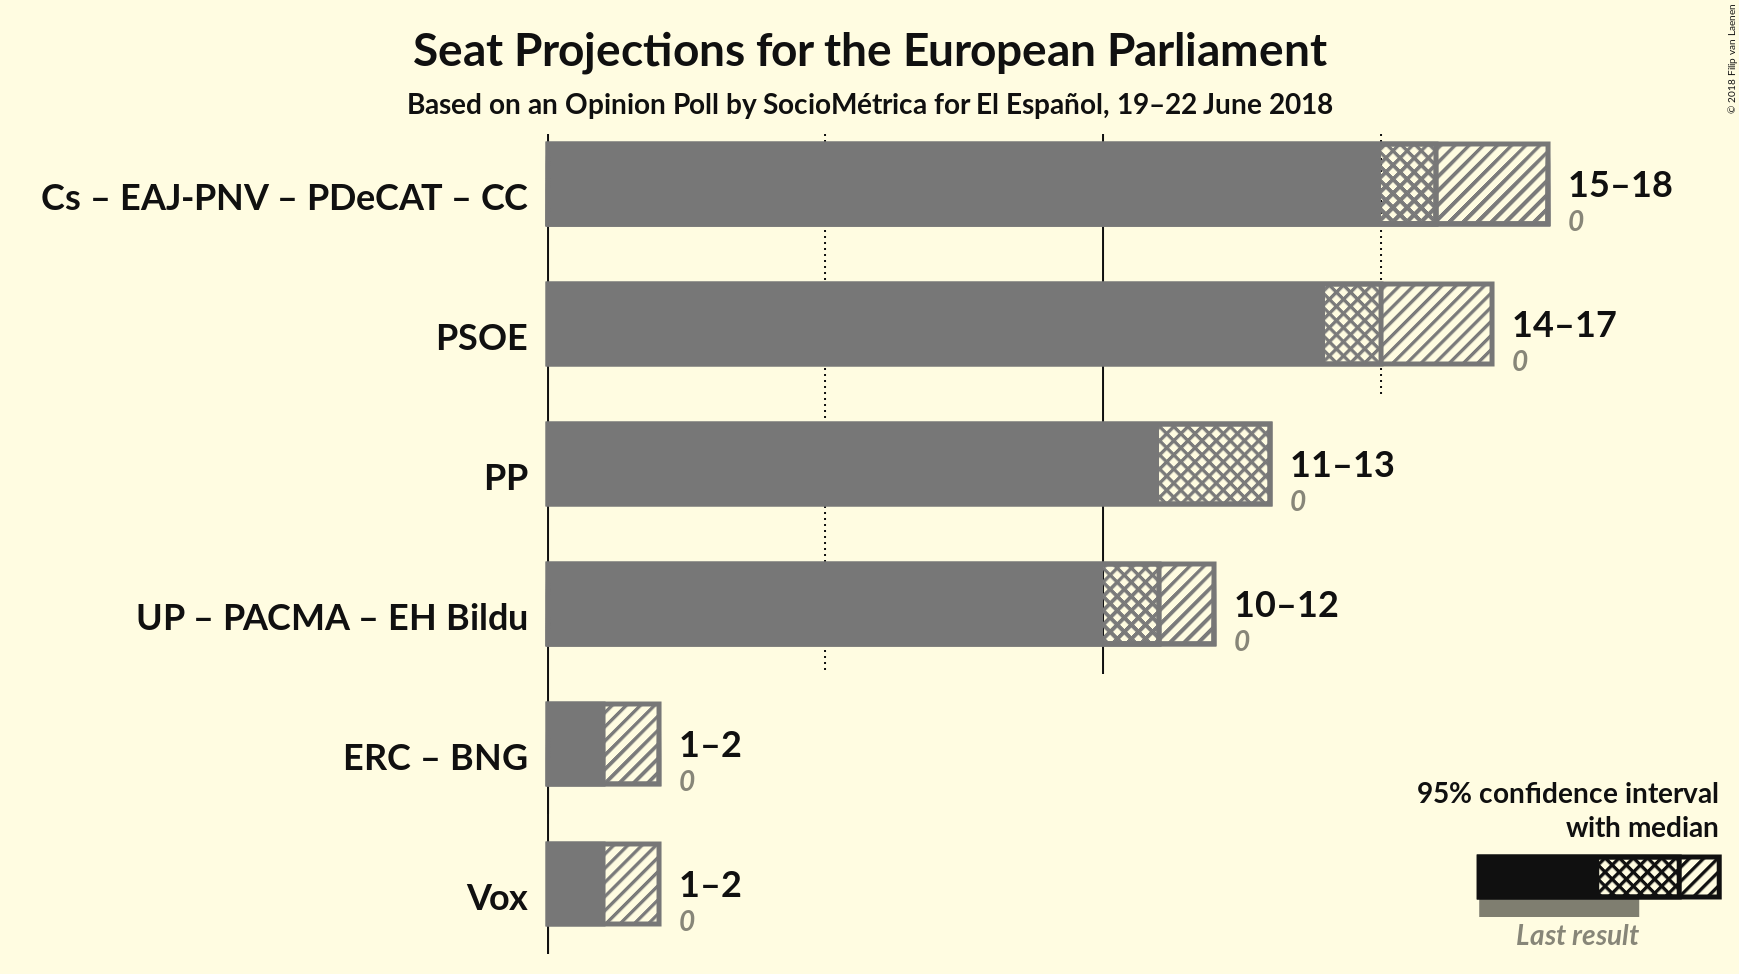 Seat Projections for the European Parliament
Based on an Opinion Poll by SocioMétrica for El Español, 19–22 June 2018
© 2018 Filip van Laenen
Cs – EAJ-PNV – PDeCAT – CC
15–18
0
PSOE
14–17
0
PP
11–13
0
UP – PACMA – EH Bildu
10–12
0
ERC – BNG
1–2
0
Vox
1–2
0
95% confidence interval
with median
Last result